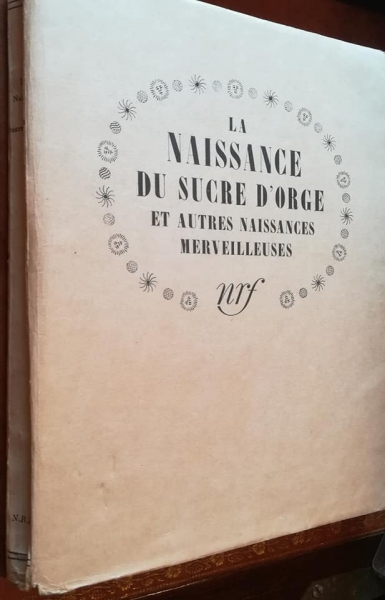 LA
NAISSANCE
DU SUCRE D'ORGE
ET AUTRES NAISSANCES
MERVEILLEUSES
nrf